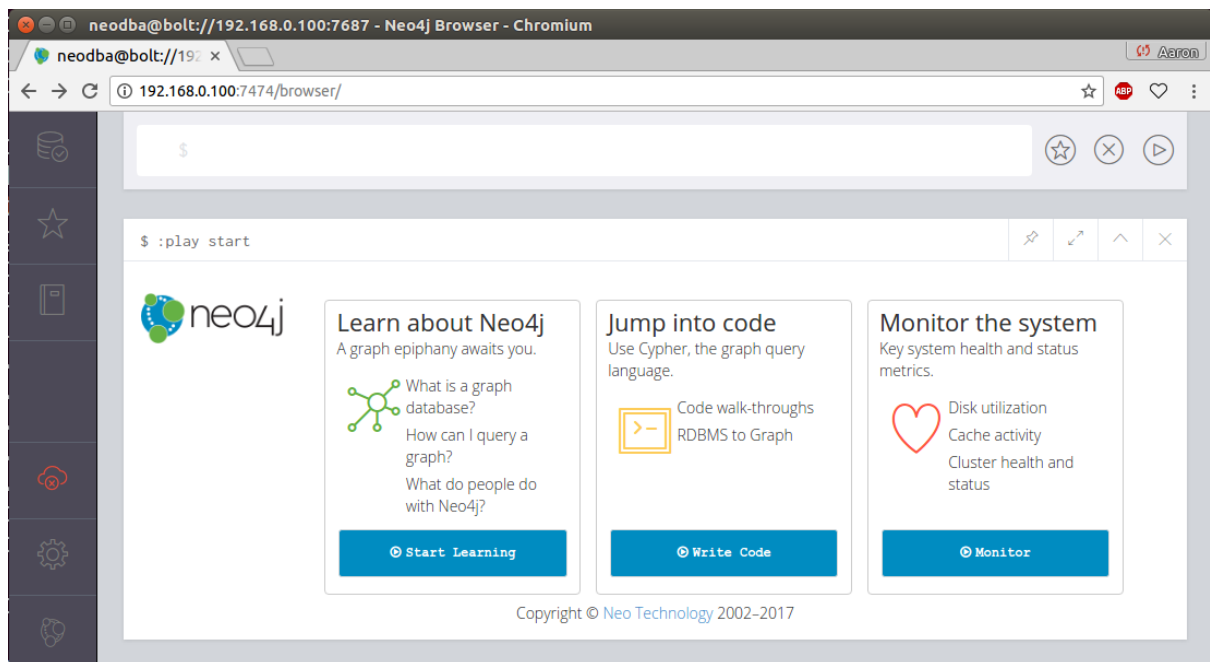 neodba@bolt://192.168.0.100:7687 - Neo4j Browser - Chromium
neodba@bolt://192
Aaron
192.168.0.100:7474/browser/
ABP
$
$ :play start
neo4j
Learn about Neo4j
A graph epiphany awaits you.
What is a graph
database?
How can I query a
graph?
What do people do
with Neo4j?
Start Learning
Jump into code
Use Cypher, the graph query
language.
Code walk-throughs
RDBMS to Graph
Write Code
Monitor the system
Key system health and status
metrics.
Disk utilization
Cache activity
Cluster health and
status
Monitor
Copyright © Neo Technology 2002–2017